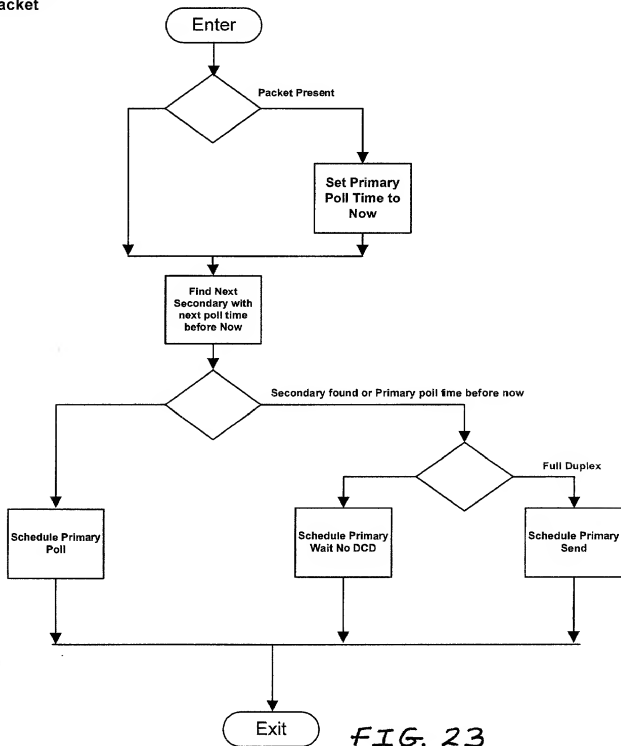 acket
Enter
Packet Present
Set Primary
Poll Time to
Now
Find Next
Secondary with
next poll time
before Now
Secondary found or Primary poll time before now
Full Duplex
Schedule Primary
Poll
Schedule Primary
Wait No DCD
Schedule Primary
Send
Exit
FIG. 23